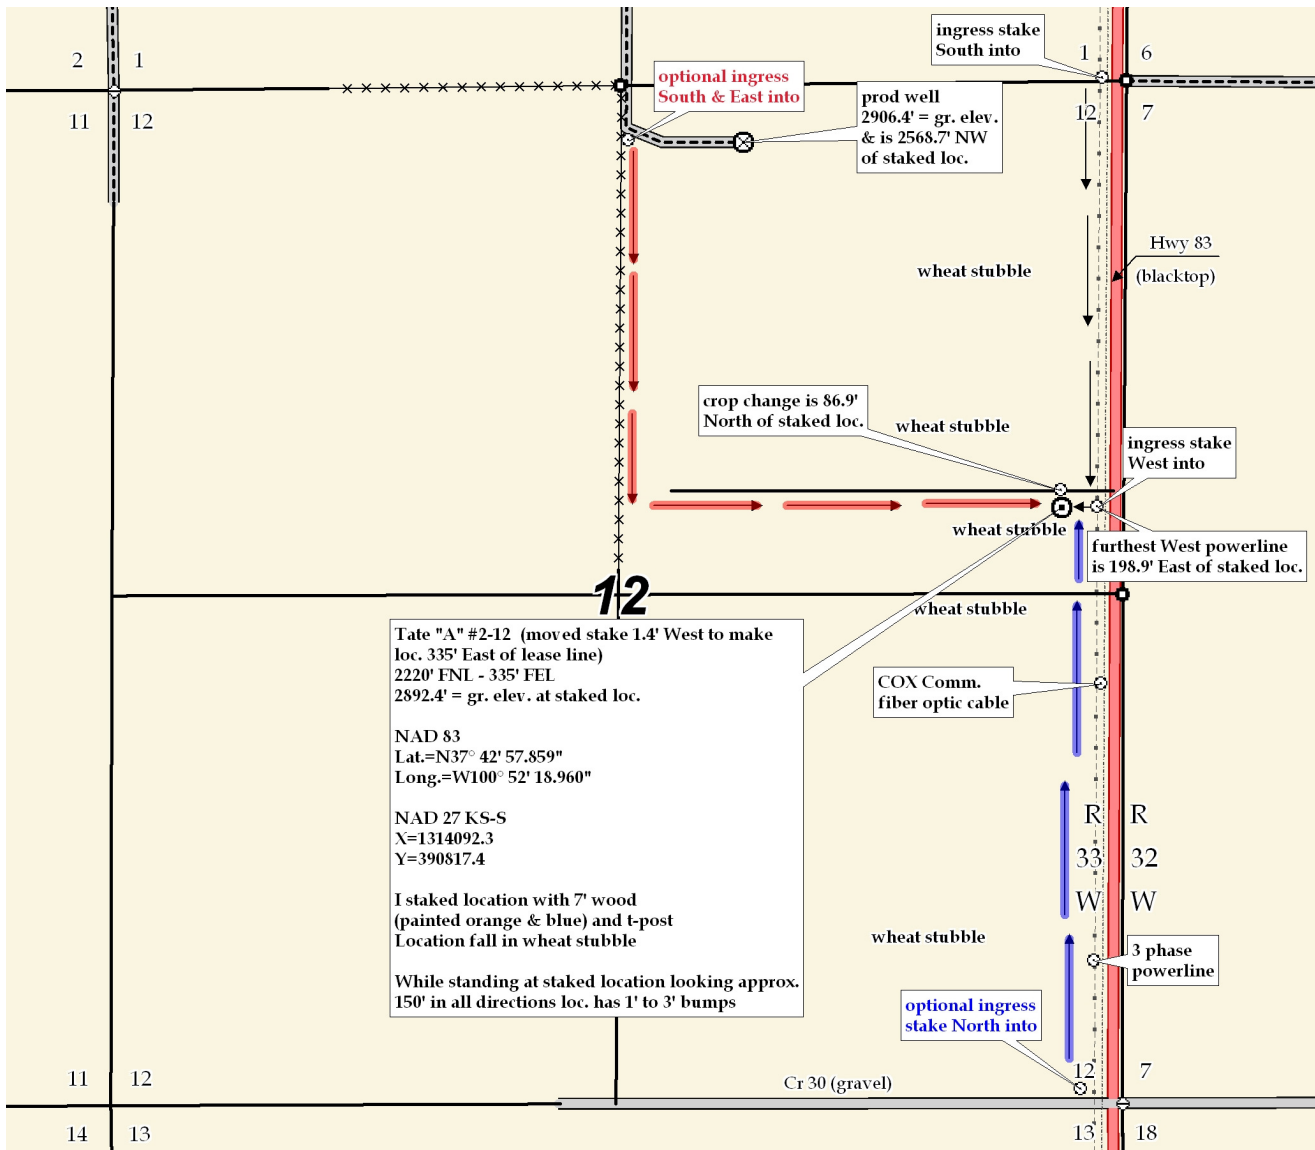 2
1
11
12
optional ingress
South & East into
prod well
2906.4' = gr. elev.
& is 2568.7' NW
of staked loc.
ingress stake
South into
1
6
12
7
wheat stubble
Hwy 83
(blacktop)
crop change is 86.9'
North of staked loc.
wheat stubble
ingress stake
West into
wheat stubble
furthest West powerline
is 198.9' East of staked loc.
12
wheat stubble
Tate "A" #2-12 (moved stake 1.4' West to make
loc. 335' East of lease line)
2220' FNL - 335' FEL
2892.4' = gr. elev. at staked loc.
NAD 83
Lat.=N37° 42' 57.859"
Long.=W100° 52' 18.960"
NAD 27 KS-S
X=1314092.3
Y=390817.4
I staked location with 7' wood
(painted orange & blue) and t-post
Location fall in wheat stubble
While standing at staked location looking approx.
150' in all directions loc. has 1' to 3' bumps
COX Comm.
fiber optic cable
R R
33 32
W W
wheat stubble
3 phase
powerline
optional ingress
stake North into
11
12
Cr 30 (gravel)
12
7
14
13
13
18